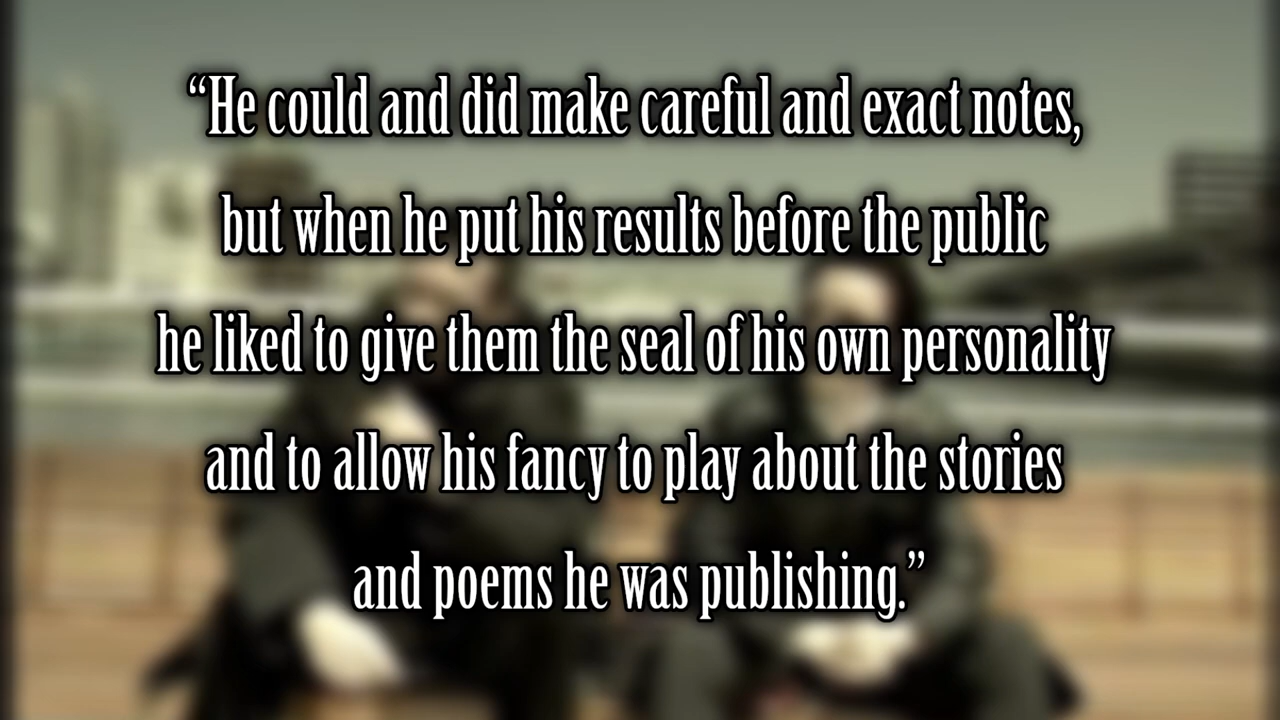 “He could and did make careful and exact notes,
but when he put his results before the public
he liked to give them the seal of his own personality
and to allow his fancy to play about the stories
and poems he was publishing.”